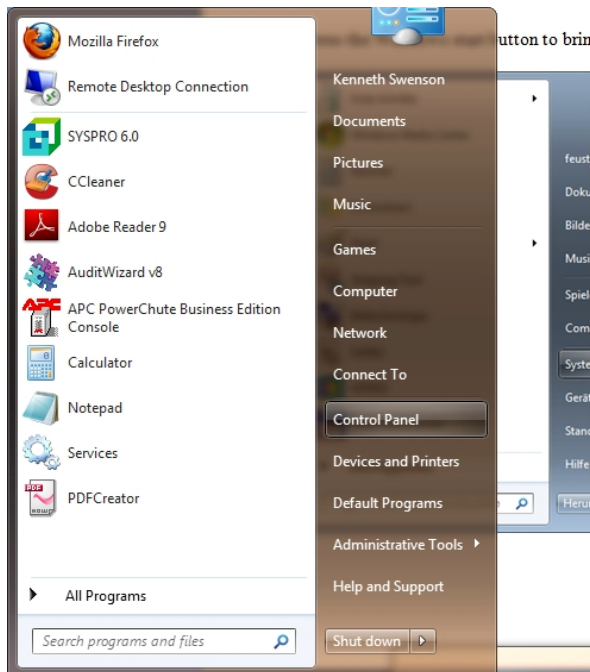 Mozilla Firefox
Remote Desktop Connection
SYSPRO 6.0
CCleaner
Adobe Reader 9
AuditWizard v8
APC
APC PowerChute Business Edition
Console
Calculator
Notepad
Services
PDF
PDFCreator
All Programs
Search programs and files
Kenneth Swenson
Documents
Pictures
Music
Games
Computer
Network
Connect To
Control Panel
Devices and Printers
Default Programs
Administrative Tools
Help and Support
Shut down
utton to brin
feust
Doku
Bilde
Musi
Spiel
Com
Syste
Gerät
Stand
Hilfe
Herun